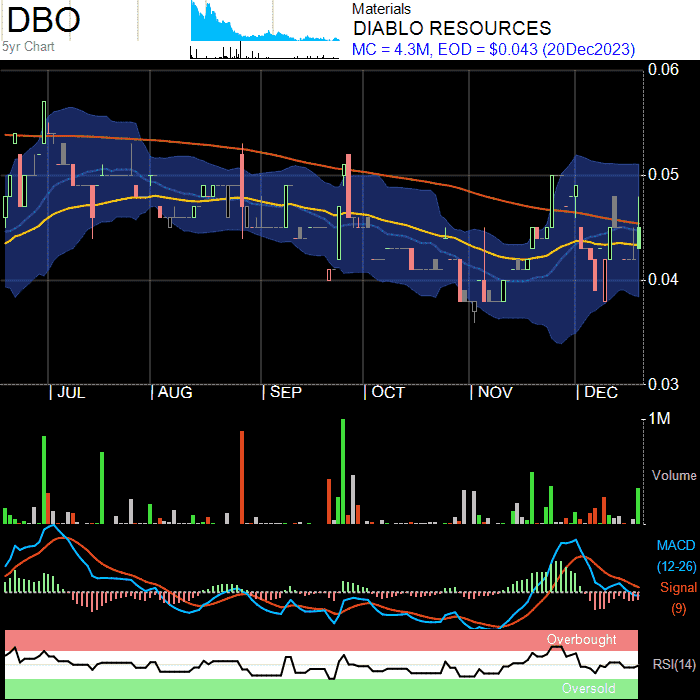 DBO
5yr Chart
Materials
DIABLO RESOURCES
MC = 4.3M, EOD = $0.043 (20Dec2023)
0.06
0.05
0.04
0.03
| JUL | AUG | SEP | OCT | NOV | DEC
1M
Volume
MACD
(12-26)
Signal
(9)
Overbought
RSI(14)
Oversold